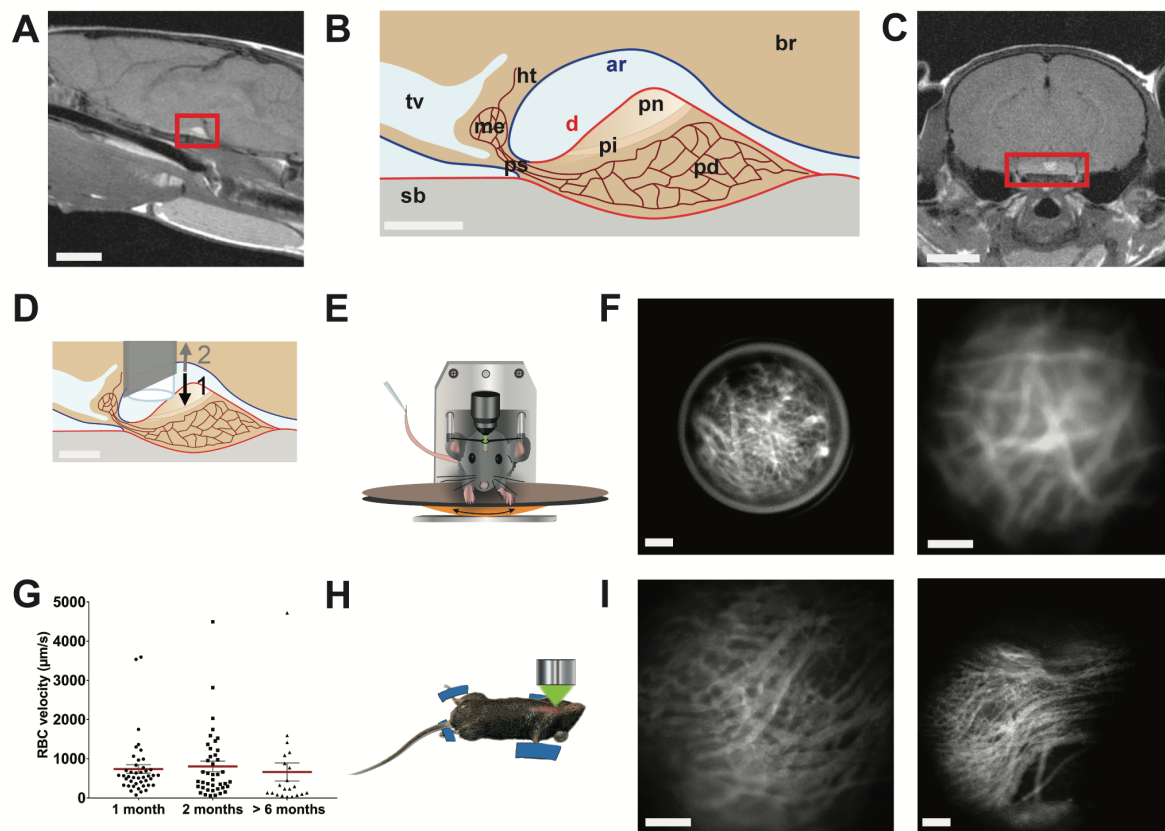 A
B
C
br
ar
ht
tv
pn
me
d
pi
ps
pd
sb
D
E
F
2
1
G
H
I
5000
4000
3000
2000
1000
0
RBC velocity (µm/s)
1 month 2 months > 6 months